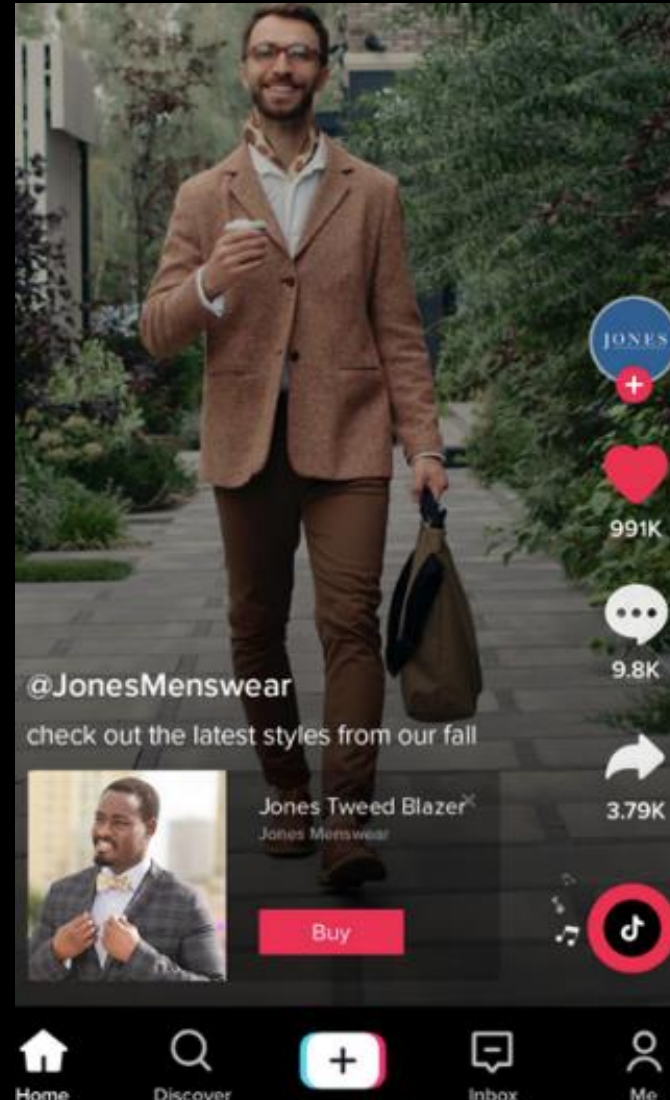 JONES
991K
9.8K
@JonesMenswear
check out the latest styles from our fall
3.79K
Jones Tweed Blazer
Jones Menswear
Buy
Home
Discover
Inbox
Me